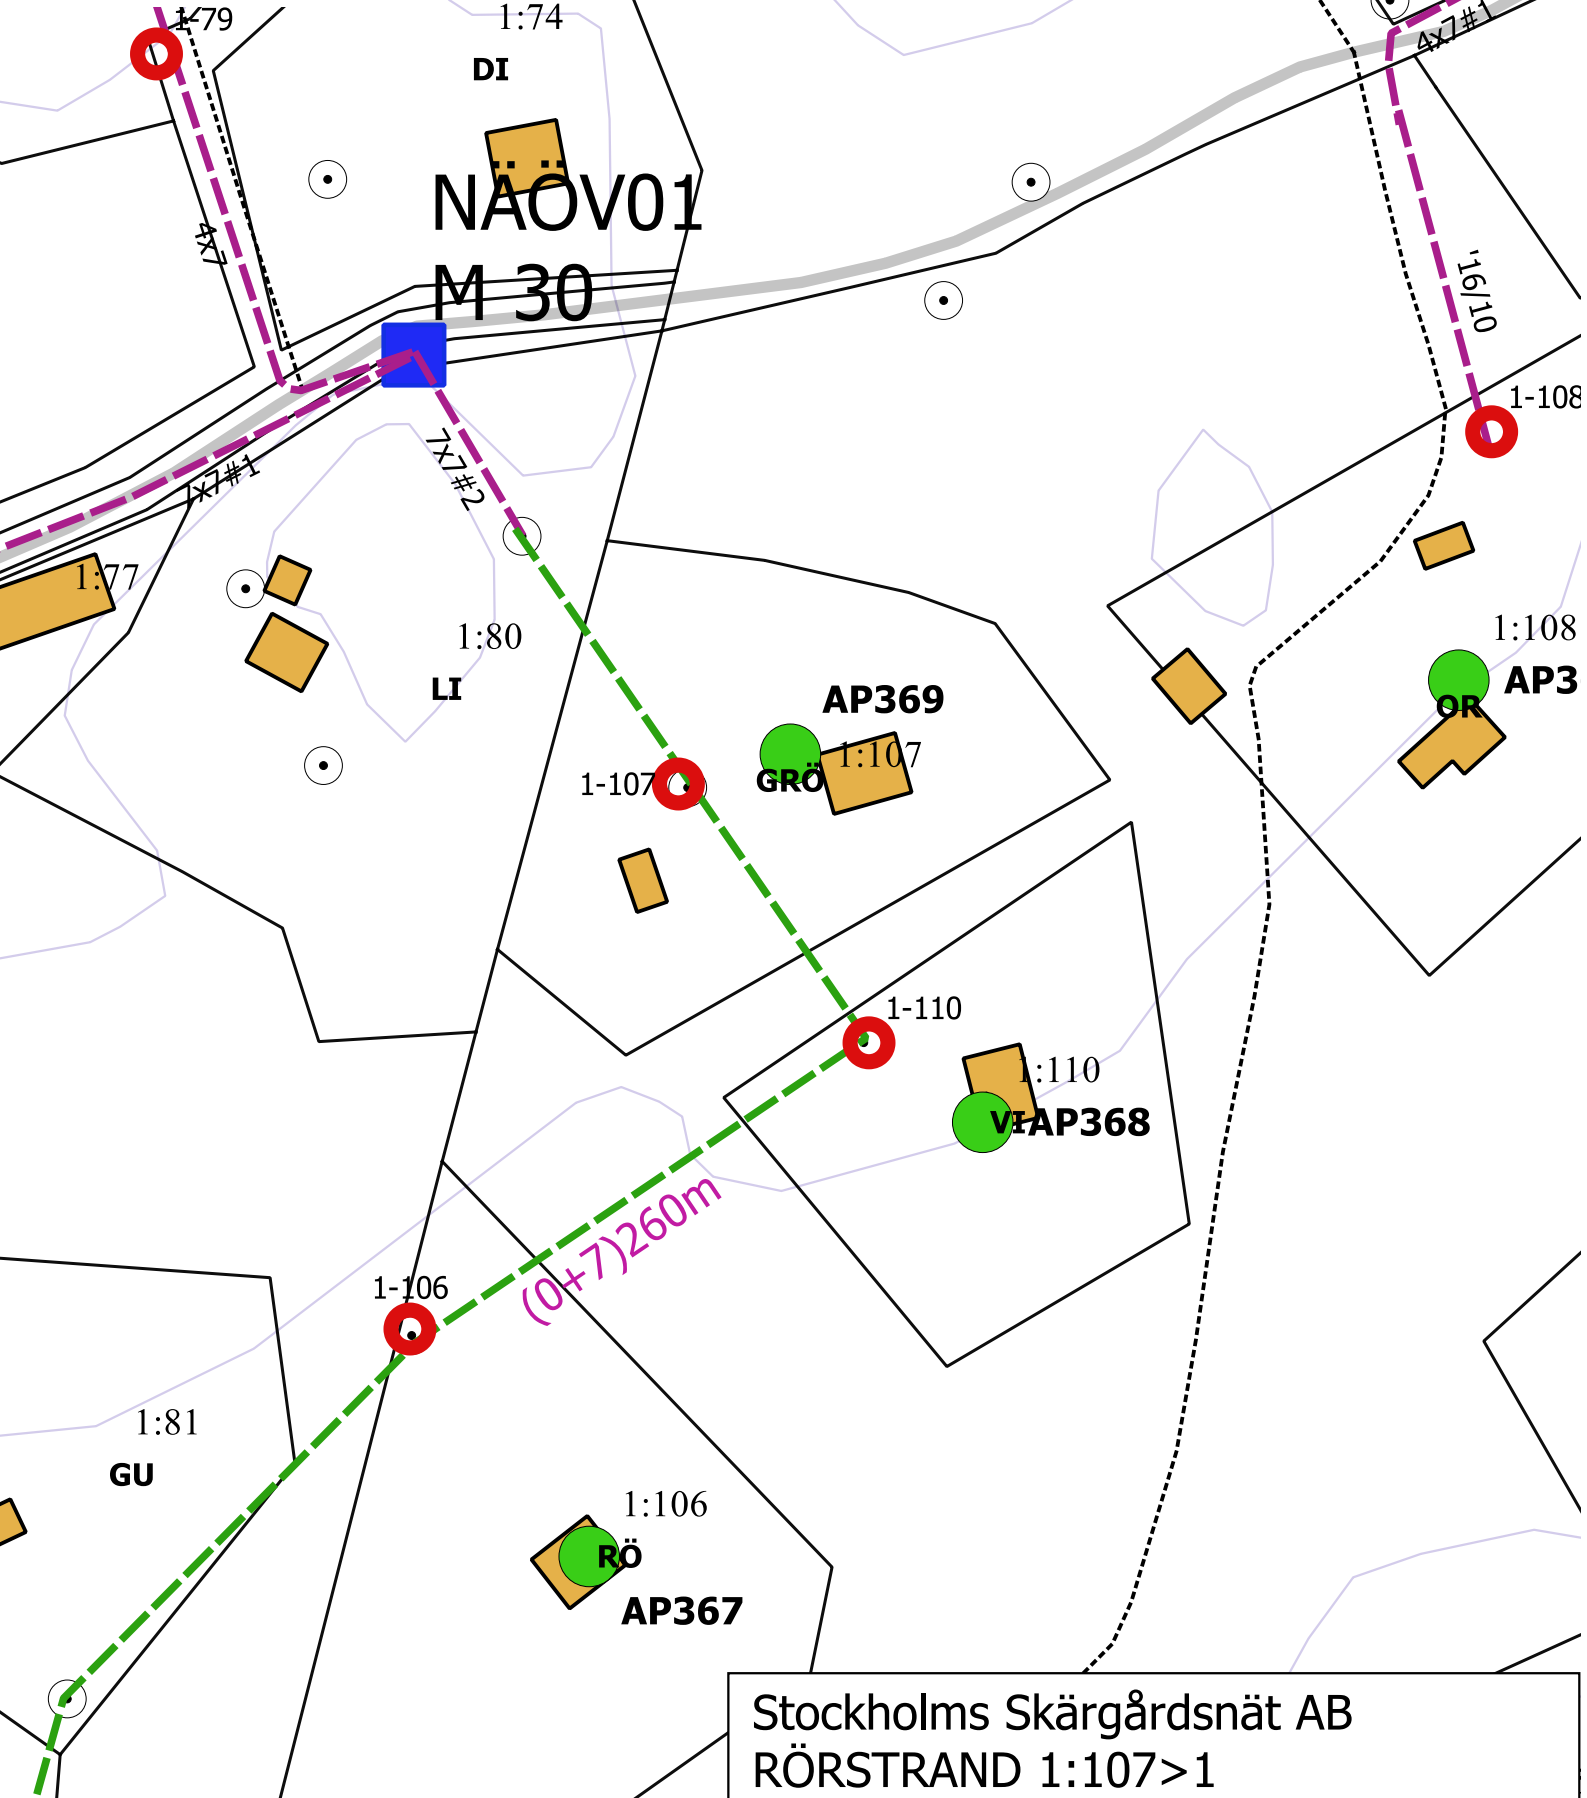 1-79
1:74
4x7#1
DI
NÄÖV01
4x7
M 30
'16/10
1-108
7x7#2
7x7#1
1:77
1:80
1:108
LI
AP369
AP3
OR
1:107
1-107
GRÖ
1-110
1:110
VI
AP368
(0+7)260m
1-106
1:81
GU
1:106
RÖ
AP367
Stockholms Skärgårdsnät AB
RÖRSTRAND 1:107>1